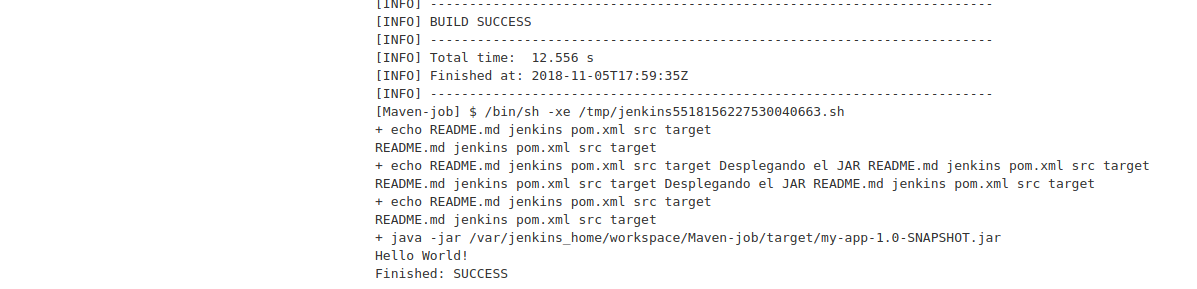 [INFO] ------------------------------------------------------------------------
[INFO] BUILD SUCCESS
[INFO] ------------------------------------------------------------------------
[INFO] Total time:  12.556 s
[INFO] Finished at: 2018-11-05T17:59:35Z
[INFO] ------------------------------------------------------------------------
[Maven-job] $ /bin/sh -xe /tmp/jenkins5518156227530040663.sh
+ echo README.md jenkins pom.xml src target
README.md jenkins pom.xml src target
+ echo README.md jenkins pom.xml src target Desplegando el JAR README.md jenkins pom.xml src target
README.md jenkins pom.xml src target Desplegando el JAR README.md jenkins pom.xml src target
+ echo README.md jenkins pom.xml src target
README.md jenkins pom.xml src target
+ java -jar /var/jenkins_home/workspace/Maven-job/target/my-app-1.0-SNAPSHOT.jar
Hello World!
Finished: SUCCESS